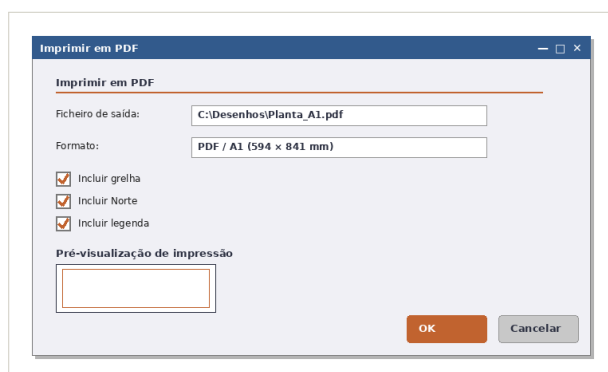 Imprimir em PDF
Imprimir em PDF
Ficheiro de saída: C:\Desenhos\Planta_A1.pdf
Formato: PDF / A1 (594 × 841 mm)
Incluir grelha
Incluir Norte
Incluir legenda
Pré-visualização de impressão
OK Cancelar